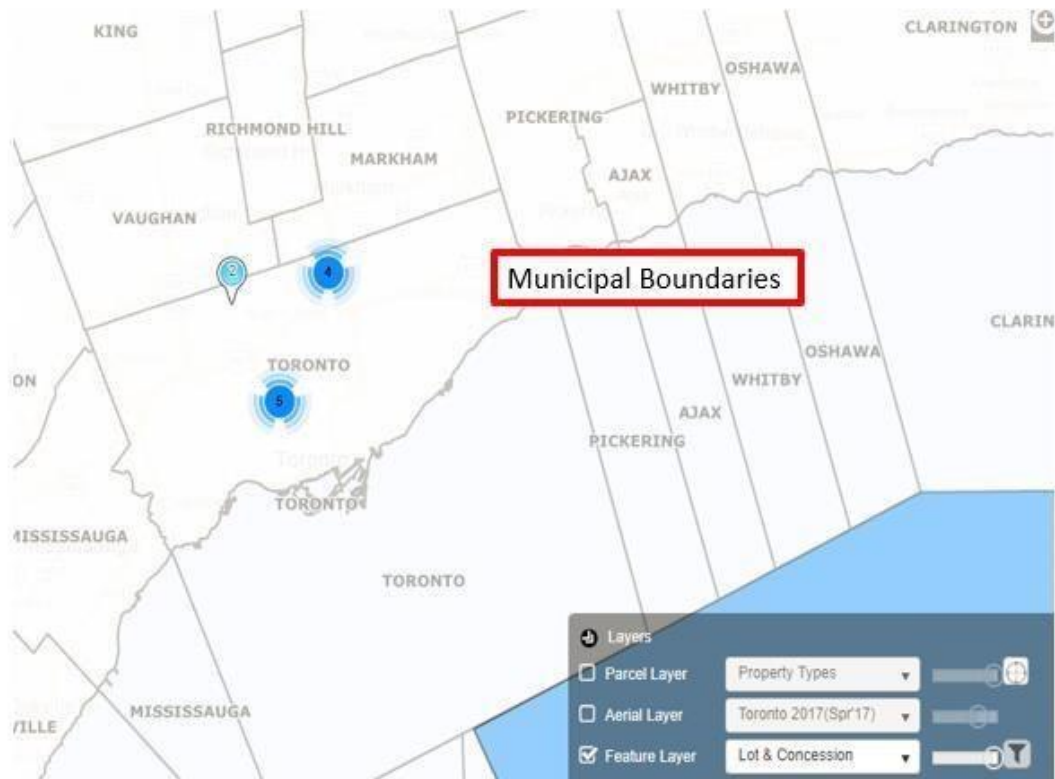 KING
CLARINGTON
OSHAWA
WHITBY
PICKERING
RICHMOND HILL
MARKHAM
AJAX
VAUGHAN
2
4
Municipal Boundaries
CLARIN
OSHAWA
TORONTO
ON
WHITBY
5
AJAX
PICKERING
Toronto
TORONTO
MISSISSAUGA
TORONTO
Layers
Parcel Layer Property Types
MISSISSAUGA
Aerial Layer Toronto 2017(Spr'17)
VILLE
Feature Layer Lot & Concession